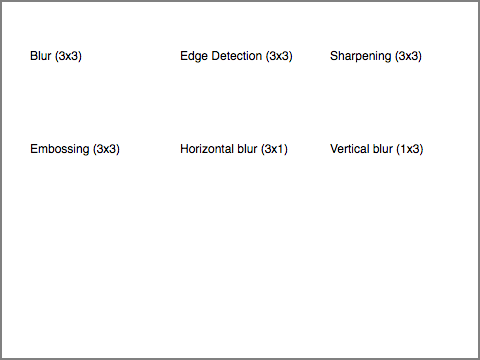 Blur (3x3)
Edge Detection (3x3)
Sharpening (3x3)
Embossing (3x3)
Horizontal blur (3x1)
Vertical blur (1x3)